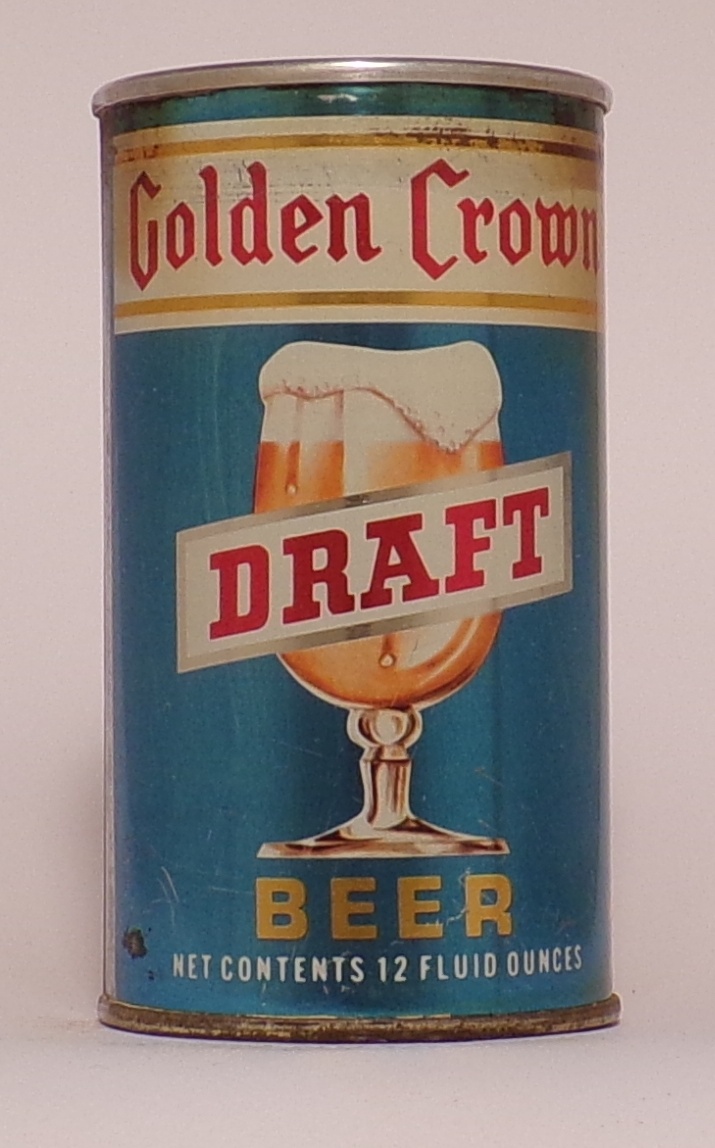 Golden Crown
DRAFT
BEER
NET CONTENTS 12 FLUID OUNCES